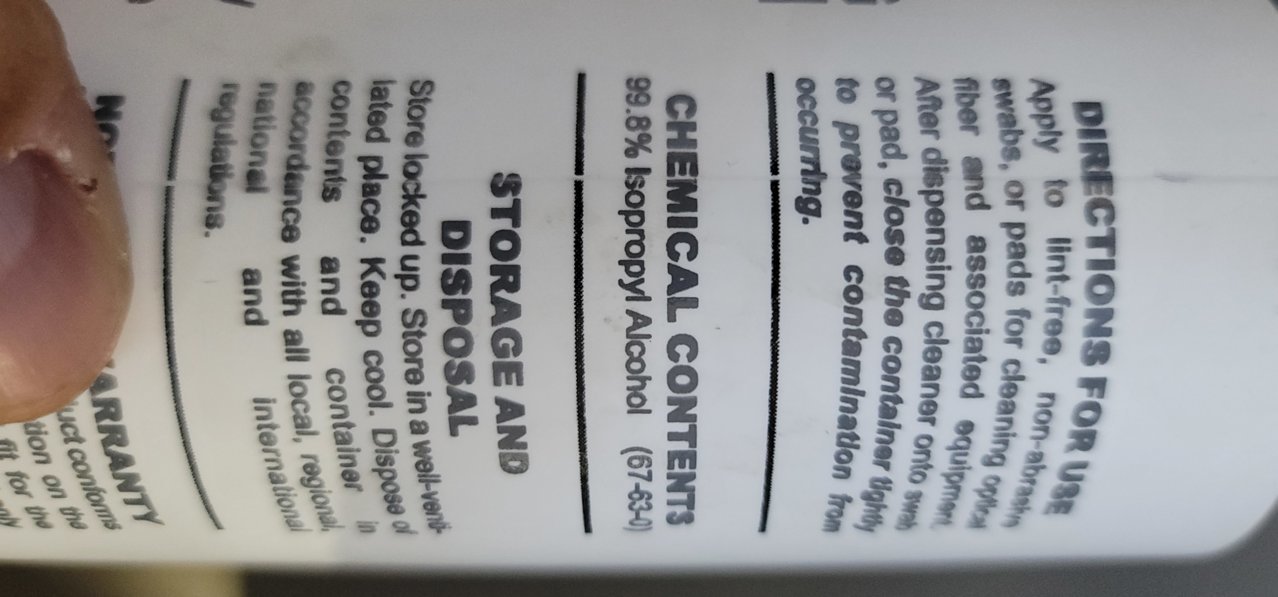 DIRECTIONS FOR USE
Apply to lint-free, non-abrasive
swabs, or pads for cleaning optical
fiber and associated equipment.
After dispensing cleaner onto swab
or pad, close the container tightly
to prevent contamination from
occurring.
CHEMICAL CONTENTS
99.8% Isopropyl Alcohol (67-63-0)
STORAGE AND
DISPOSAL
Store locked up. Store in a well-venti-
lated place. Keep cool. Dispose of
contents and container in
accordance with all local, regional,
national and international
regulations.
ARRANTY
uct conforms
tion on the
fit for the